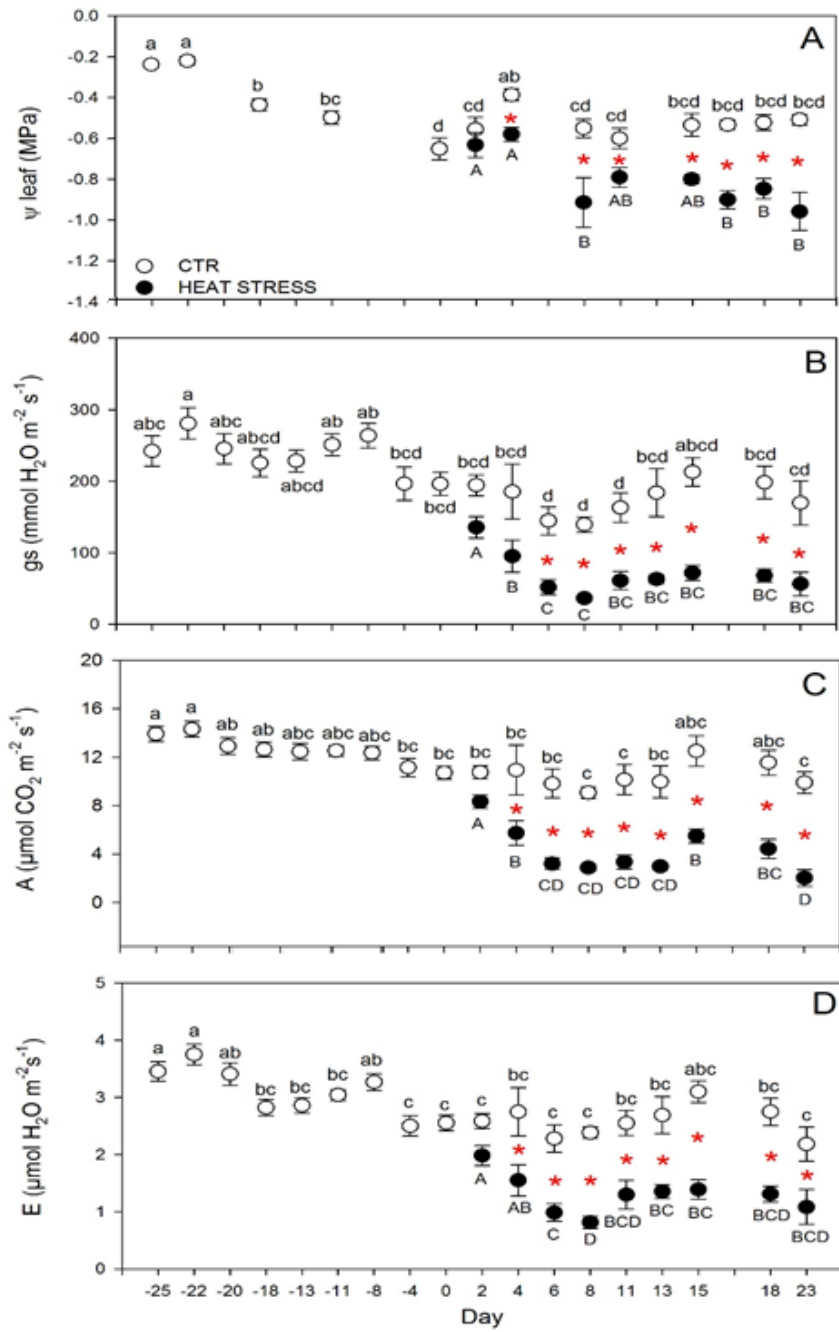 A
ψ leaf (MPa)
0.0
-0.2
-0.4
-0.6
-0.8
-1.0
-1.2
-1.4
a a b bc d cd ab cd cd bcd bcd bcd bcd
* * * * * * *
A A B AB AB B B B
CTR
HEAT STRESS
B
gs (mmol H₂O m⁻² s⁻¹)
400
300
200
100
0
abc a abc abcd abcd ab ab bcd bcd bcd bcd d d d bcd abcd bcd cd
* * * * * * *
A B C C BC BC BC BC BC
C
A (µmol CO₂ m⁻² s⁻¹)
20
16
12
8
4
0
a a ab ab abc abc abc bc bc bc bc bc c c bc abc abc c
* * * * * * * *
A B CD CD CD CD B BC D
D
E (µmol H₂O m⁻²s⁻¹)
5
4
3
2
1
0
a a ab bc bc bc ab c c c bc c c bc bc abc bc c
* * * * * * * *
A AB C D BCD BC BC BCD BCD
-25 -22 -20 -18 -13 -11 -8 -4 0 2 4 6 8 11 13 15 18 23
Day